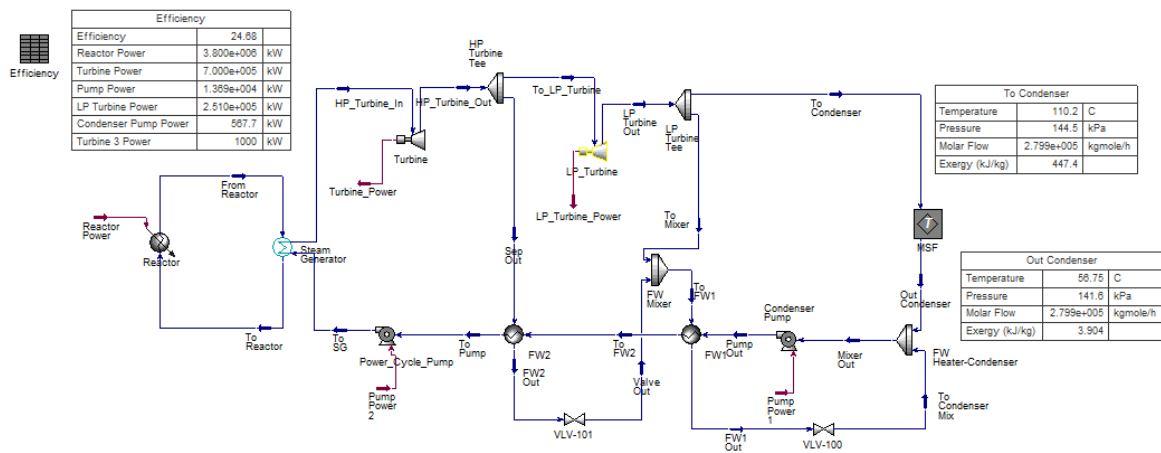 Efficiency
Efficiency
Efficiency 24.68
Reactor Power 3.800e+006 kW
Turbine Power 7.000e+005 kW
Pump Power 1.369e+004 kW
LP Turbine Power 2.510e+005 kW
Condenser Pump Power 567.7 kW
Turbine 3 Power 1000 kW
HP
Turbine
Tee
HP_Turbine_In
HP_Turbine_Out
To_LP_Turbine
LP
Turbine
Out
LP
Turbine
Tee
To
Condenser
To Condenser
Temperature 110.2 C
Pressure 144.5 kPa
Molar Flow 2.799e+005 kgmole/h
Exergy (kJ/kg) 447.4
Turbine
Turbine_Power
LP_Turbine
LP_Turbine_Power
From
Reactor
Reactor
Power
Reactor
Steam
Generator
To
Reactor
Sep
Out
To
Mixer
FW
Mixer
To
FW1
T
MSF
Out
Condenser
Out Condenser
Temperature 56.75 C
Pressure 141.6 kPa
Molar Flow 2.799e+005 kgmole/h
Exergy (kJ/kg) 3.904
To
SG
Power_Cycle_Pump
Pump
Power
2
To
Pump
FW2
FW2
Out
VLV-101
Valve
Out
To
FW2
FW1
Pump
Out
Condenser
Pump
Pump
Power
1
Mixer
Out
FW
Heater-Condenser
FW1
Out
VLV-100
To
Condenser
Mix